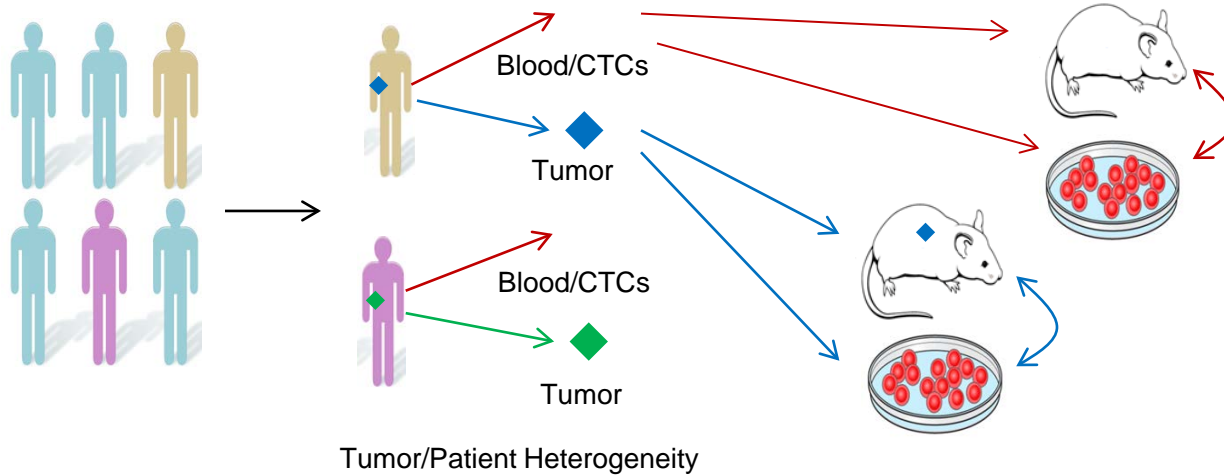 Blood/CTCs
Tumor
Blood/CTCs
Tumor
Tumor/Patient Heterogeneity